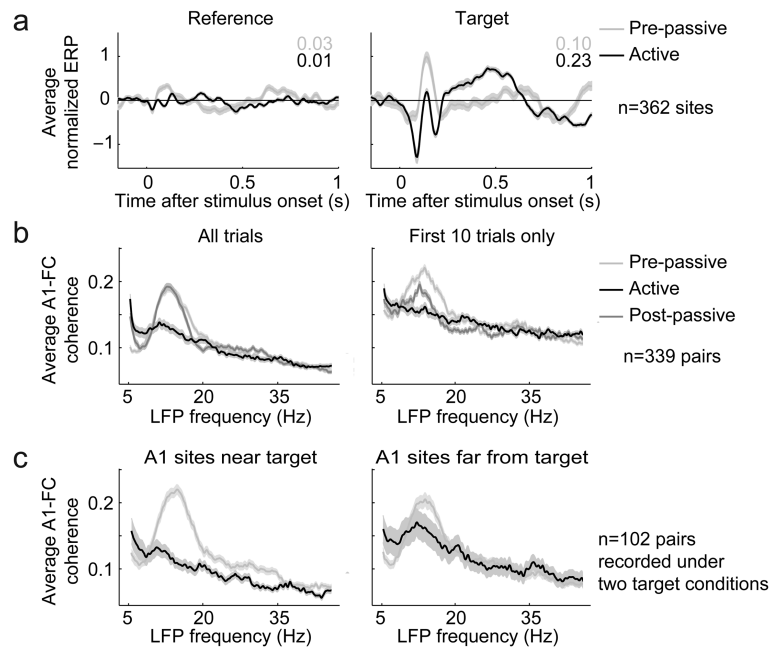 a
Reference
Target
Pre-passive
Active
0.03
0.01
0.10
0.23
n=362 sites
Average
normalized ERP
1
0
−1
0
0.5
1
0
0.5
1
Time after stimulus onset (s)
Time after stimulus onset (s)
b
All trials
First 10 trials only
Pre-passive
Active
Post-passive
n=339 pairs
Average A1-FC
coherence
0.2
0.1
5
20
35
5
20
35
LFP frequency (Hz)
LFP frequency (Hz)
c
A1 sites near target
A1 sites far from target
Average A1-FC
coherence
0.2
0.1
n=102 pairs
recorded under
two target conditions
5
20
35
5
20
35
LFP frequency (Hz)
LFP frequency (Hz)